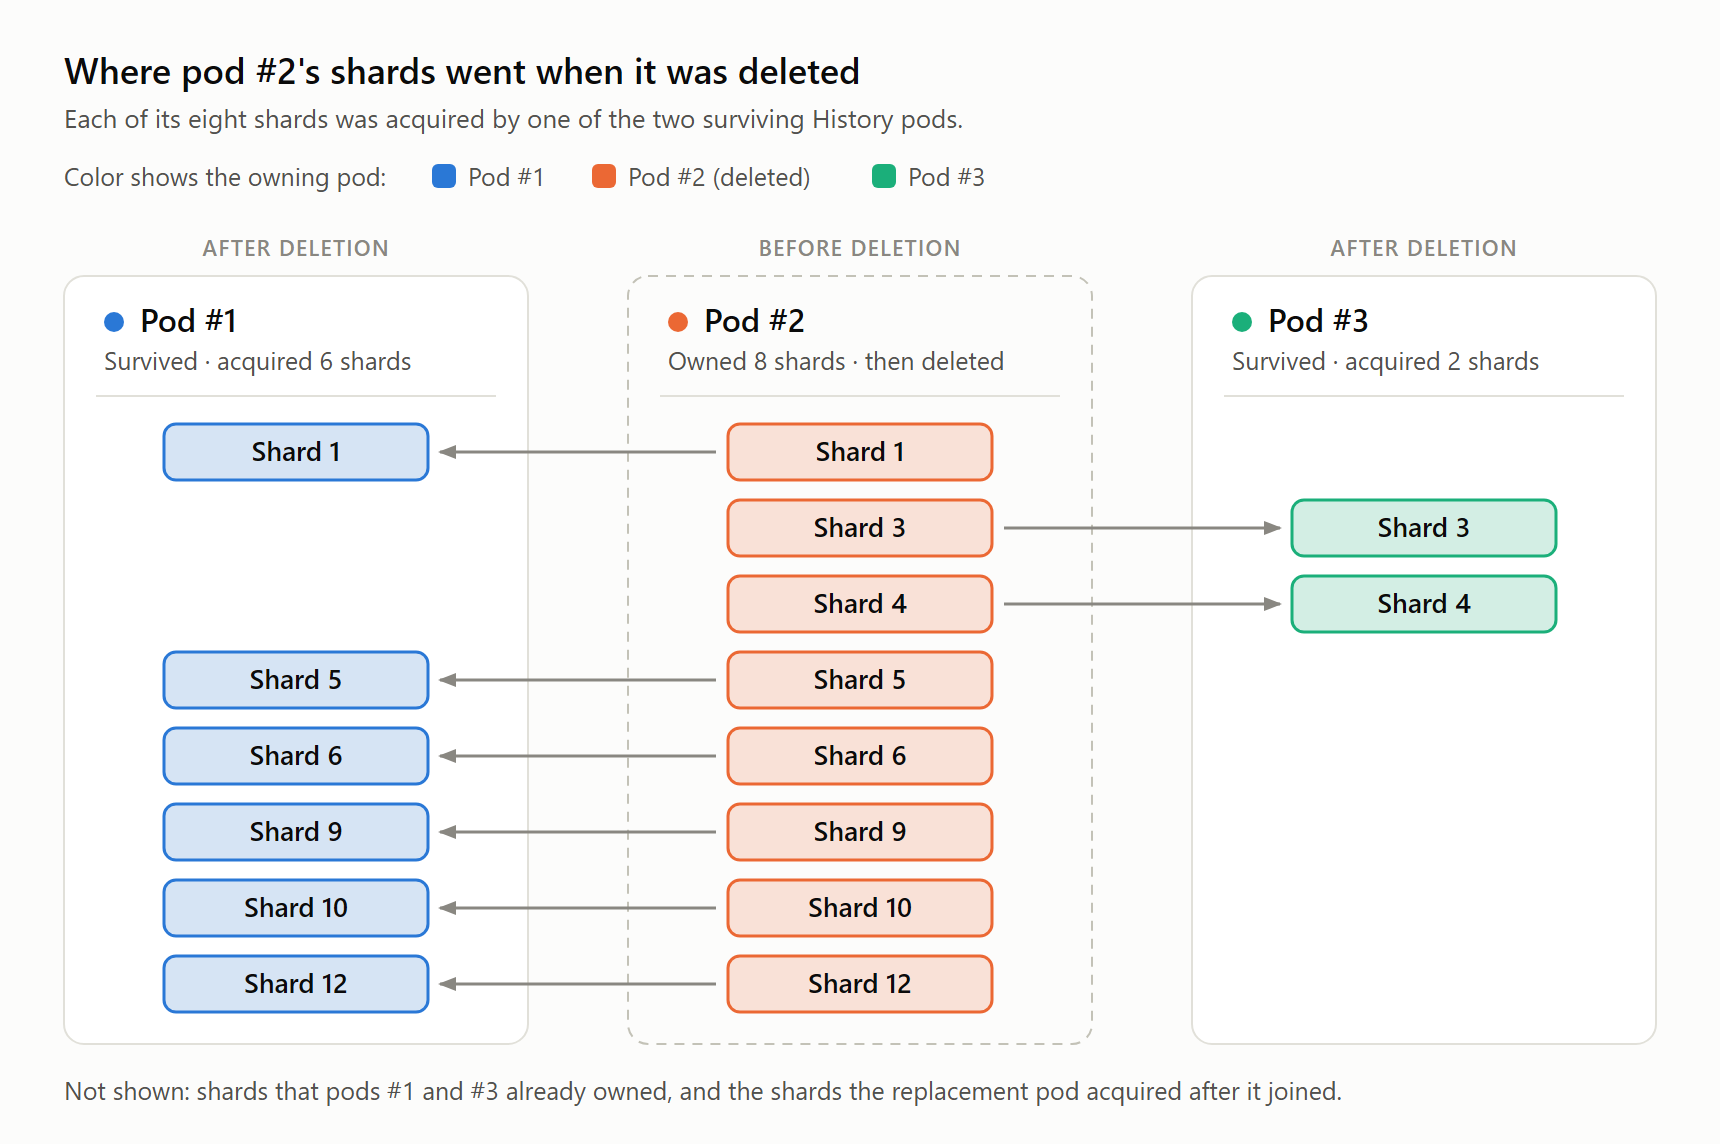 Where pod #2's shards went when it was deleted
Each of its eight shards was acquired by one of the two surviving History pods.
Color shows the owning pod: Pod #1 Pod #2 (deleted) Pod #3
AFTER DELETION BEFORE DELETION AFTER DELETION
Pod #1 Pod #2 Pod #3
Survived · acquired 6 shards Owned 8 shards · then deleted Survived · acquired 2 shards
Shard 1 Shard 1
Shard 3 Shard 3
Shard 4 Shard 4
Shard 5 Shard 5
Shard 6 Shard 6
Shard 9 Shard 9
Shard 10 Shard 10
Shard 12 Shard 12
Not shown: shards that pods #1 and #3 already owned, and the shards the replacement pod acquired after it joined.